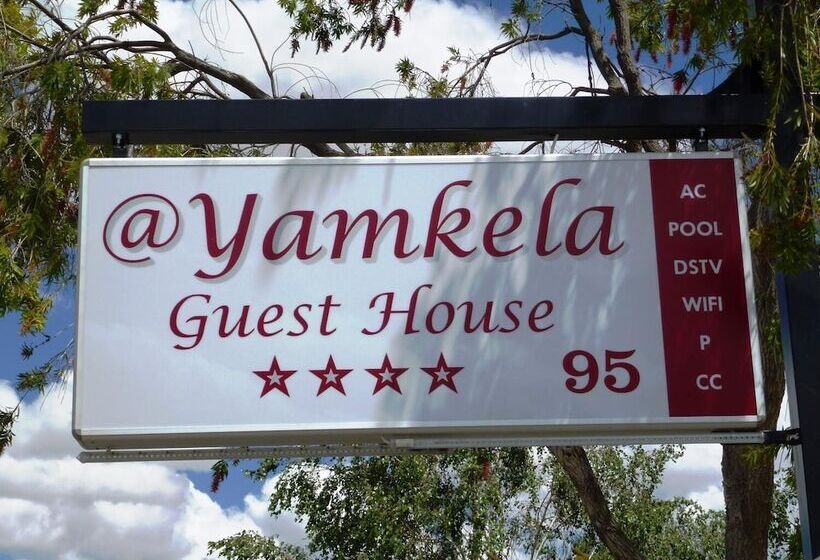 @Yamkela
Guest House
95
AC
POOL
DSTV
WIFI
P
CC